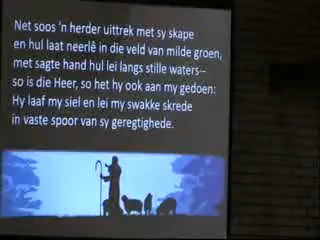 Net soos 'n herder uittrek met sy skape
en hul laat neerlê in die veld van milde groen,
met sagte hand hul lei langs stille waters--
so is die Heer, so het hy ook aan my gedoen:
Hy laaf my siel en lei my swakke skrede
in vaste spoor van sy geregtighede.